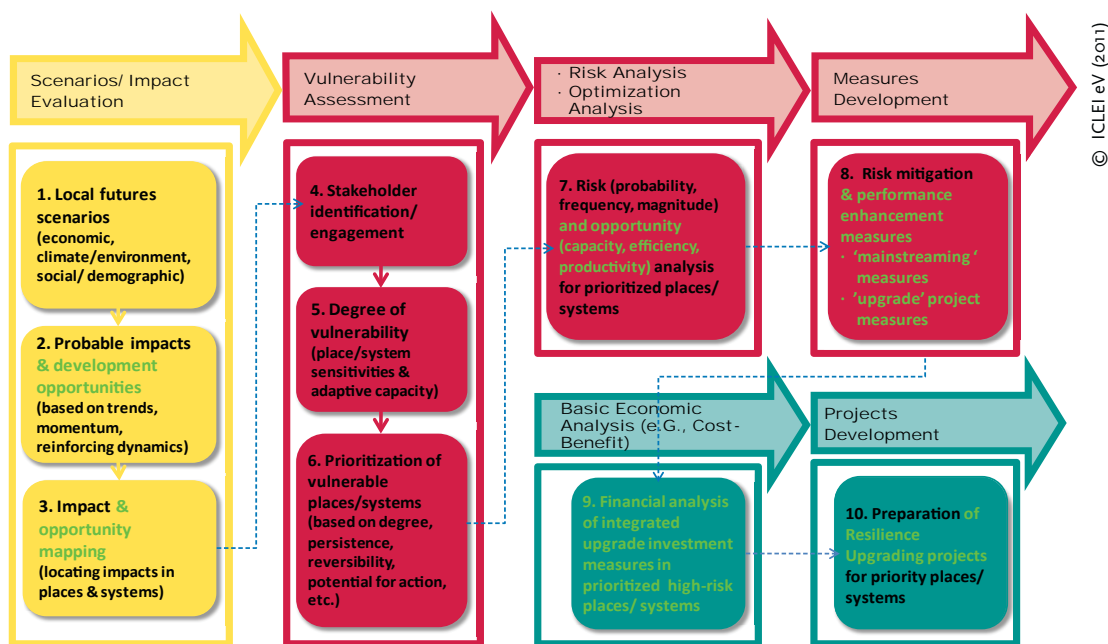 Scenarios/ Impact
Evaluation
Vulnerability
Assessment
· Risk Analysis
· Optimization
Analysis
Measures
Development
© ICLEI eV (2011)
1. Local futures
scenarios
(economic,
climate/environment,
social/ demographic)
2. Probable impacts
& development
opportunities
(based on trends,
momentum,
reinforcing dynamics)
3. Impact &
opportunity
mapping
(locating impacts in
places & systems)
4. Stakeholder
identification/
engagement
5. Degree of
vulnerability
(place/system
sensitivities &
adaptive capacity)
6. Prioritization of
vulnerable
places/systems
(based on degree,
persistence,
reversibility,
potential for action,
etc.)
7. Risk (probability,
frequency, magnitude)
and opportunity
(capacity, efficiency,
productivity) analysis
for prioritized places/
systems
8. Risk mitigation
& performance
enhancement
measures
· ‘mainstreaming ‘
measures
· ’upgrade’ project
measures
Basic Economic
Analysis (e.G., Cost-
Benefit)
Projects
Development
9. Financial analysis
of integrated
upgrade investment
measures in
prioritized high-risk
places/ systems
10. Preparation of
Resilience
Upgrading projects
for priority places/
systems